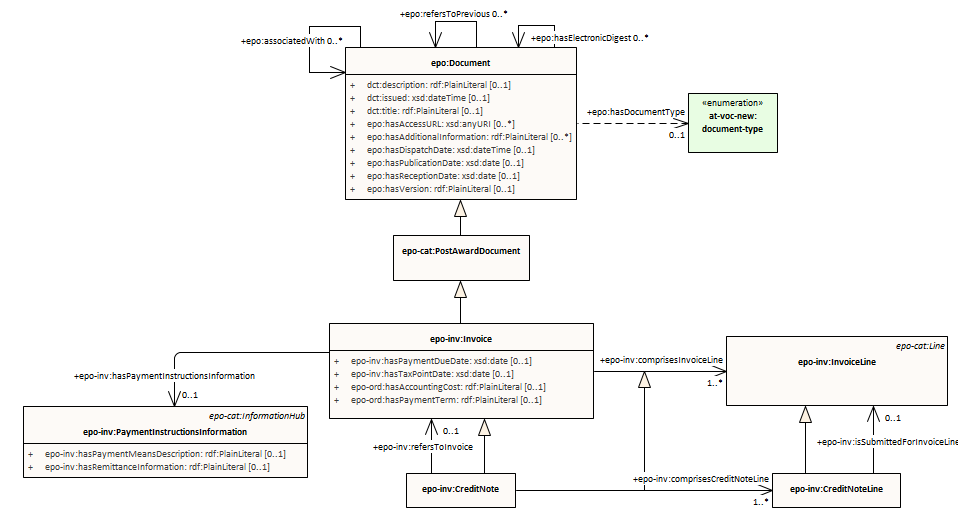 +epo:refersToPrevious 0..*
+epo:associatedWith 0..*
+epo:hasElectronicDigest 0..*
epo:Document
+ dct:description: rdf:PlainLiteral [0..1]
+ dct:issued: xsd:dateTime [0..1]
+ dct:title: rdf:PlainLiteral [0..1]
+ epo:hasAccessURL: xsd:anyURI [0..*]
+ epo:hasAdditionalInformation: rdf:PlainLiteral [0..*]
+ epo:hasDispatchDate: xsd:dateTime [0..1]
+ epo:hasPublicationDate: xsd:date [0..1]
+ epo:hasReceptionDate: xsd:date [0..1]
+ epo:hasVersion: rdf:PlainLiteral [0..1]
+epo:hasDocumentType
0..1
«enumeration»
at-voc-new:
document-type
epo-cat:PostAwardDocument
epo-inv:Invoice
+ epo-inv:hasPaymentDueDate: xsd:date [0..1]
+ epo-inv:hasTaxPointDate: xsd:date [0..1]
+ epo-ord:hasAccountingCost: rdf:PlainLiteral [0..1]
+ epo-ord:hasPaymentTerm: rdf:PlainLiteral [0..1]
+epo-inv:comprisesInvoiceLine
1..*
epo-cat:Line
epo-inv:InvoiceLine
+epo-inv:hasPaymentInstructionsInformation
0..1
epo-cat:InformationHub
epo-inv:PaymentInstructionsInformation
+ epo-inv:hasPaymentMeansDescription: rdf:PlainLiteral [0..1]
+ epo-inv:hasRemittanceInformation: rdf:PlainLiteral [0..1]
0..1
+epo-inv:refersToInvoice
0..1
+epo-inv:isSubmittedForInvoiceLine
epo-inv:CreditNote
+epo-inv:comprisesCreditNoteLine
1..*
epo-inv:CreditNoteLine